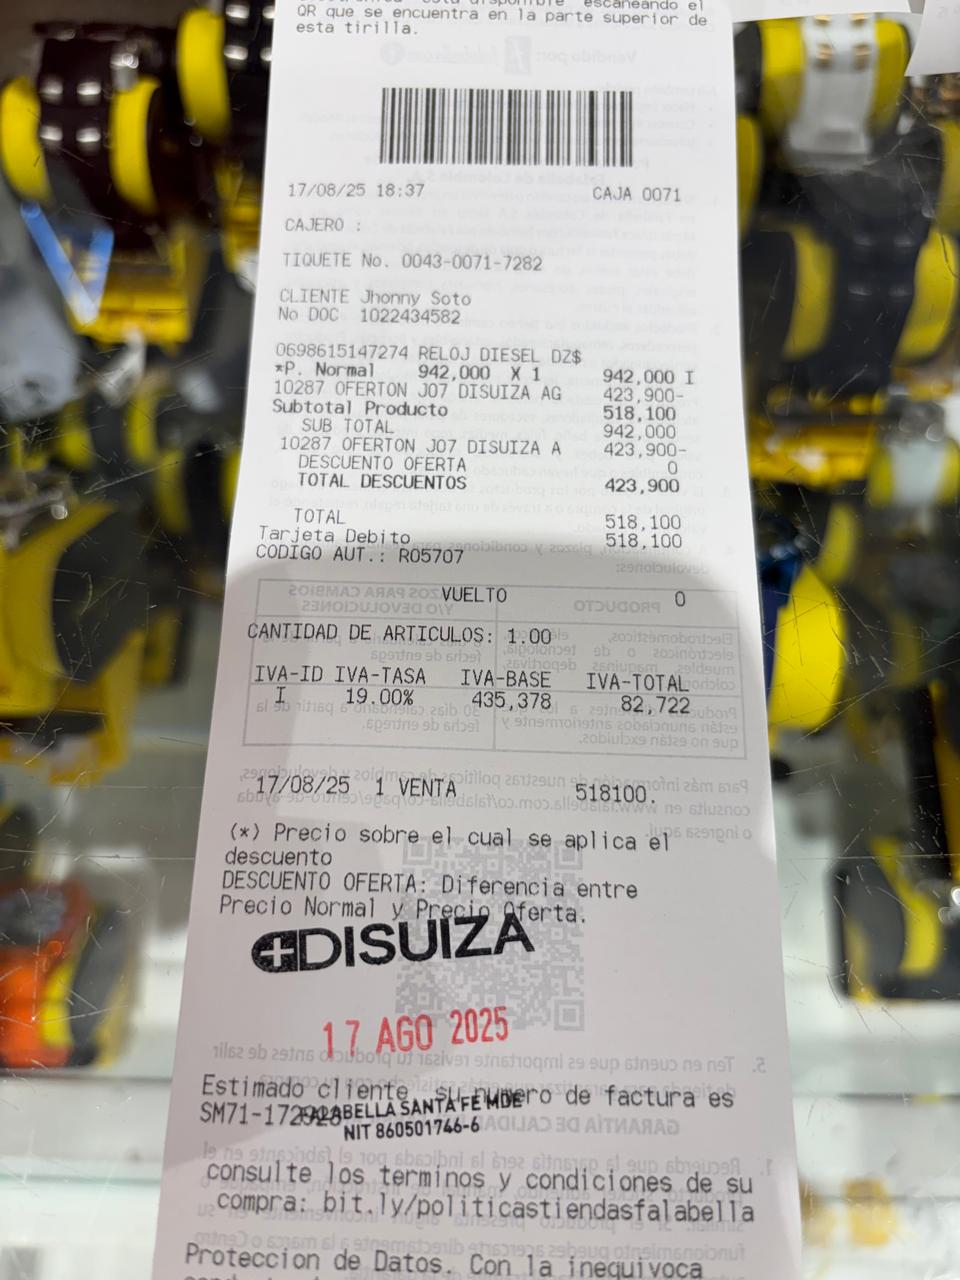 escaneando el
QR que se encuentra en la parte superior de
esta tirilla.
17/08/25 18:37 CAJA 0071
CAJERO :
TIQUETE No. 0043-0071-7282
CLIENTE Jhonny Soto
No DOC 1022434582
0698615147274 RELOJ DIESEL DZ$
*P. Normal 942,000 X 1 942,000 I
10287 OFERTON J07 DISUIZA AG 423,900-
Subtotal Producto 518,100
SUB TOTAL 942,000
10287 OFERTON J07 DISUIZA A 423,900-
DESCUENTO OFERTA 0
TOTAL DESCUENTOS 423,900
TOTAL 518,100
Tarjeta Debito 518,100
CODIGO AUT.: R05707
VUELTO 0
CANTIDAD DE ARTICULOS: 1.00
IVA-ID IVA-TASA IVA-BASE IVA-TOTAL
I 19.00% 435,378 82,722
17/08/25 1 VENTA 518100.
(*) Precio sobre el cual se aplica el
descuento
DESCUENTO OFERTA: Diferencia entre
Precio Normal y Precio Oferta.
DISUIZA
17 AGO 2025
Estimado cliente, su numero de factura es
FALABELLA SANTA FE MDE
NIT 860501746-6
consulte los terminos y condiciones de su
compra: bit.ly/politicastiendasfalabella
Proteccion de Datos. Con la inequivoca